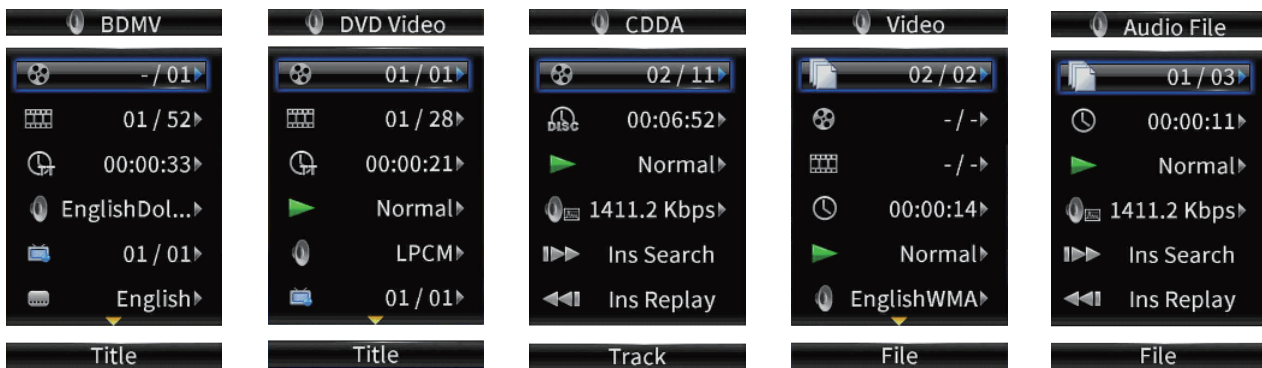 BDMV
- / 01
01 / 52
00:00:33
EnglishDol...
01 / 01
English
Title
DVD Video
01 / 01
01 / 28
00:00:21
Normal
LPCM
01 / 01
Title
CDDA
02 / 11
DISC
00:06:52
Normal
1411.2 Kbps
Ins Search
Ins Replay
Track
Video
02 / 02
- / -
- / -
00:00:14
Normal
EnglishWMA
File
Audio File
01 / 03
00:00:11
Normal
1411.2 Kbps
Ins Search
Ins Replay
File